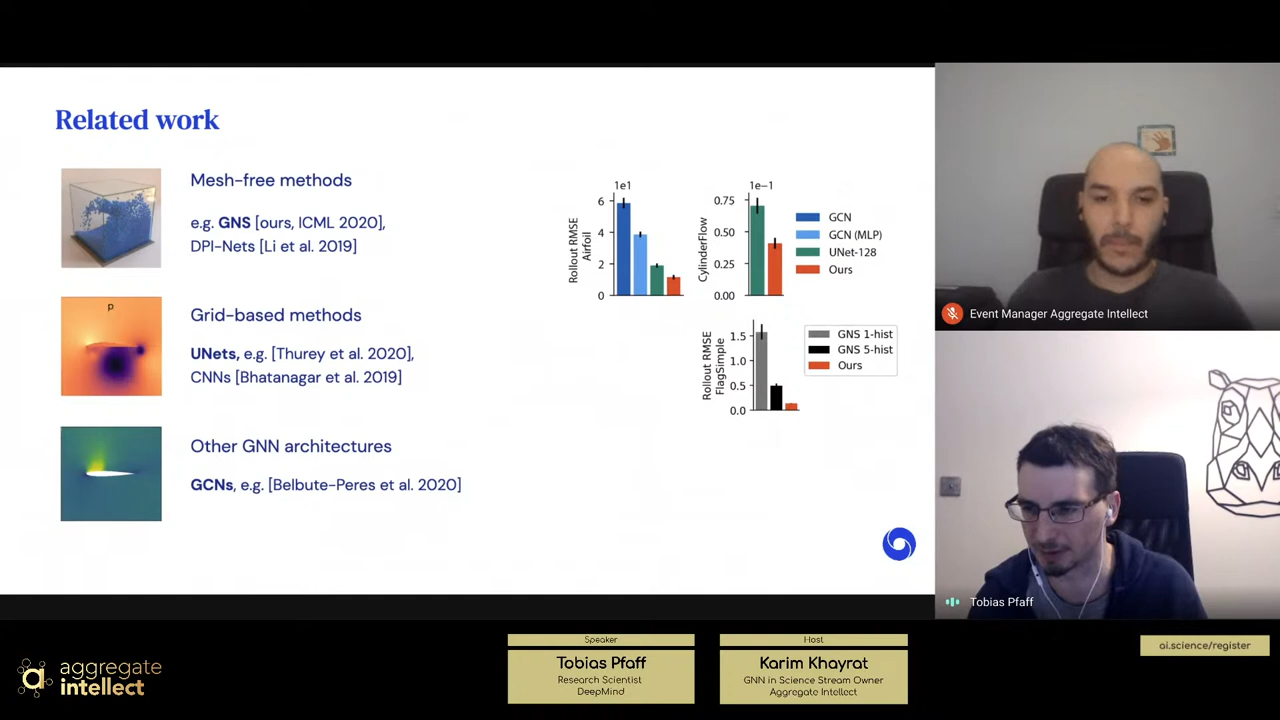 Related work
Mesh-free methods
e.g. GNS [ours, ICML 2020],
DPI-Nets [Li et al. 2019]
p
Grid-based methods
UNets, e.g. [Thurey et al. 2020],
CNNs [Bhatanagar et al. 2019]
Other GNN architectures
GCNs, e.g. [Belbute-Peres et al. 2020]
1e1
Rollout RMSE
Airfoil
6
4
2
0
1e−1
CylinderFlow
0.75
0.50
0.25
0.00
GCN
GCN (MLP)
UNet-128
Ours
Rollout RMSE
FlagSimple
1.5
1.0
0.5
0.0
GNS 1-hist
GNS 5-hist
Ours
Event Manager Aggregate Intellect
Tobias Pfaff
aggregate
intellect
Speaker
Tobias Pfaff
Research Scientist
DeepMind
Host
Karim Khayrat
GNN in Science Stream Owner
Aggregate Intellect
ai.science/register